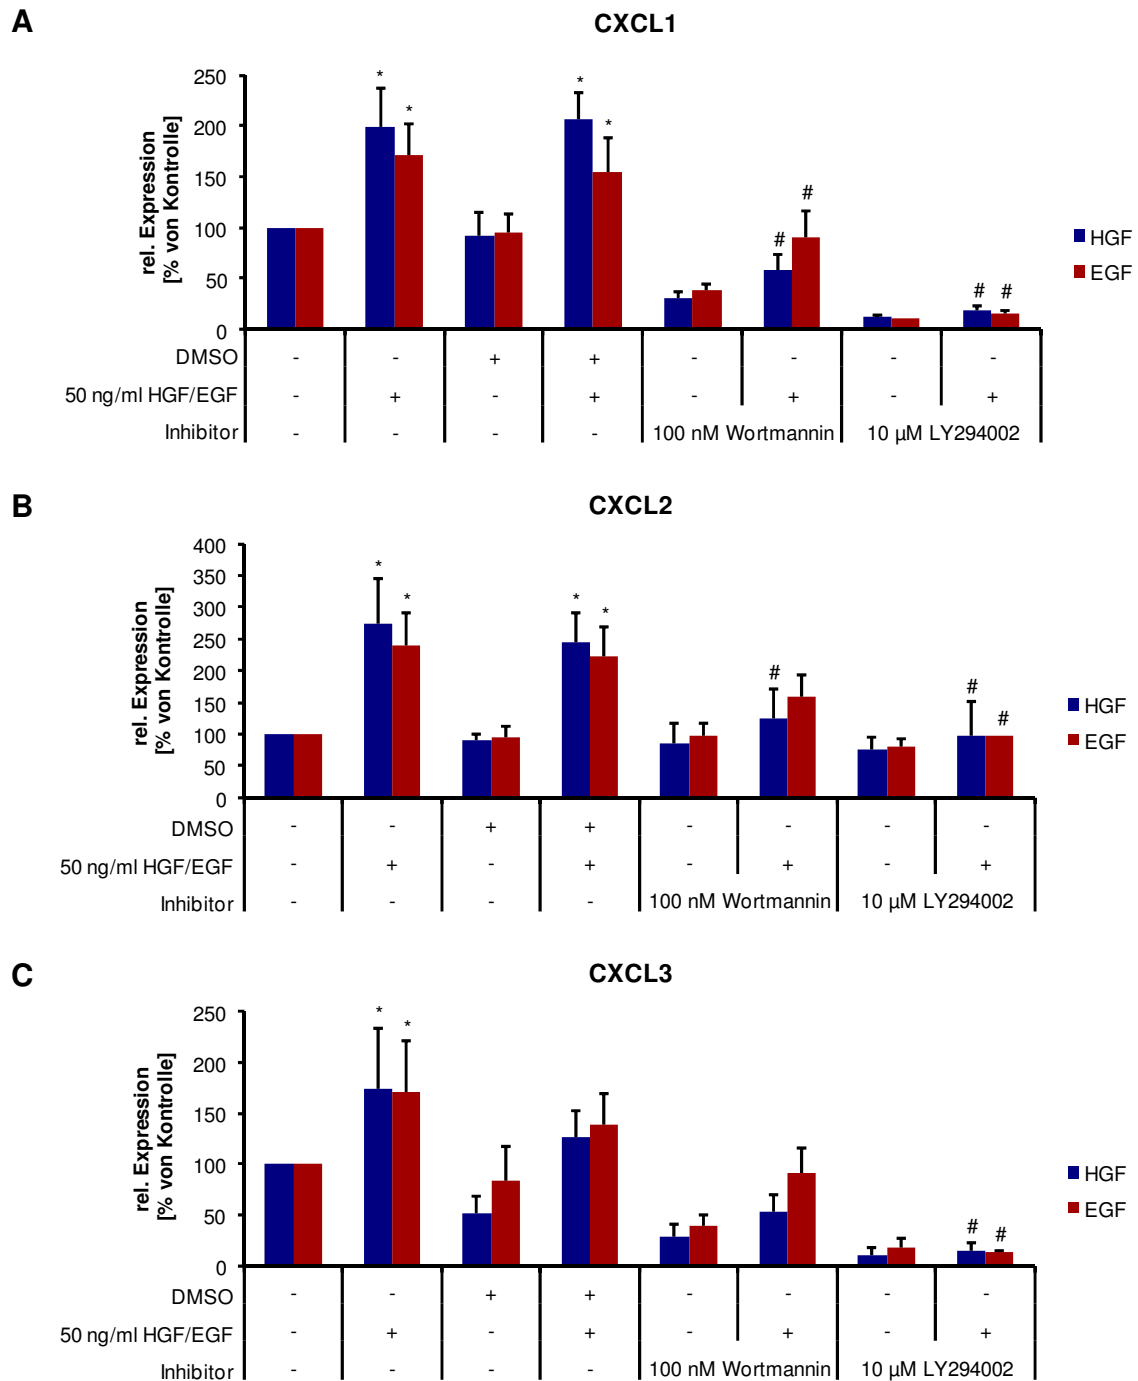 A
CXCL1
rel. Expression
[% von Kontrolle]
250
200
150
100
50
0
* * * * # # # #
HGF
EGF
DMSO - - + + - - - -
50 ng/ml HGF/EGF - + - + - + - +
Inhibitor - - - - 100 nM Wortmannin 10 µM LY294002
B
CXCL2
rel. Expression
[% von Kontrolle]
400
350
300
250
200
150
100
50
0
* * * * # # #
HGF
EGF
DMSO - - + + - - - -
50 ng/ml HGF/EGF - + - + - + - +
Inhibitor - - - - 100 nM Wortmannin 10 µM LY294002
C
CXCL3
rel. Expression
[% von Kontrolle]
250
200
150
100
50
0
* * # #
HGF
EGF
DMSO - - + + - - - -
50 ng/ml HGF/EGF - + - + - + - +
Inhibitor - - - - 100 nM Wortmannin 10 µM LY294002